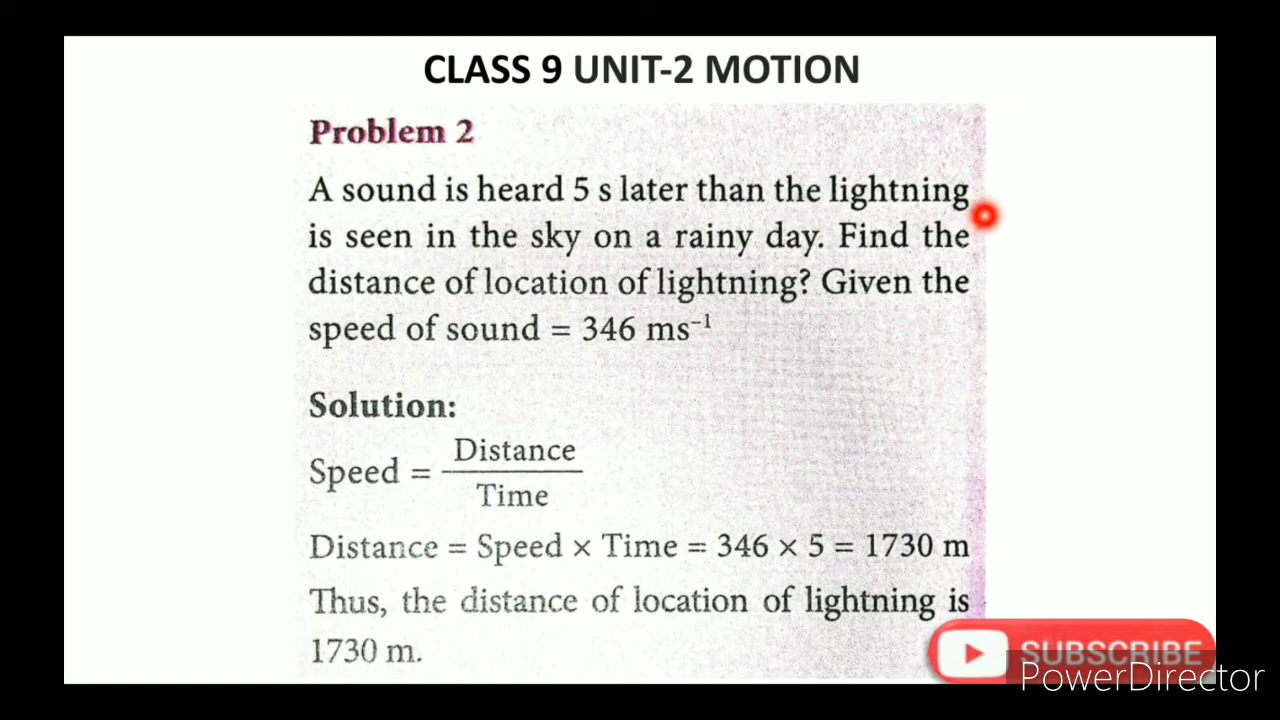 CLASS 9 UNIT-2 MOTION
Problem 2
A sound is heard 5 s later than the lightning
is seen in the sky on a rainy day. Find the
distance of location of lightning? Given the
speed of sound = 346 ms⁻¹
Solution:
Speed = Distance / Time
Distance = Speed × Time = 346 × 5 = 1730 m
Thus, the distance of location of lightning is
1730 m.
SUBSCRIBE
PowerDirector